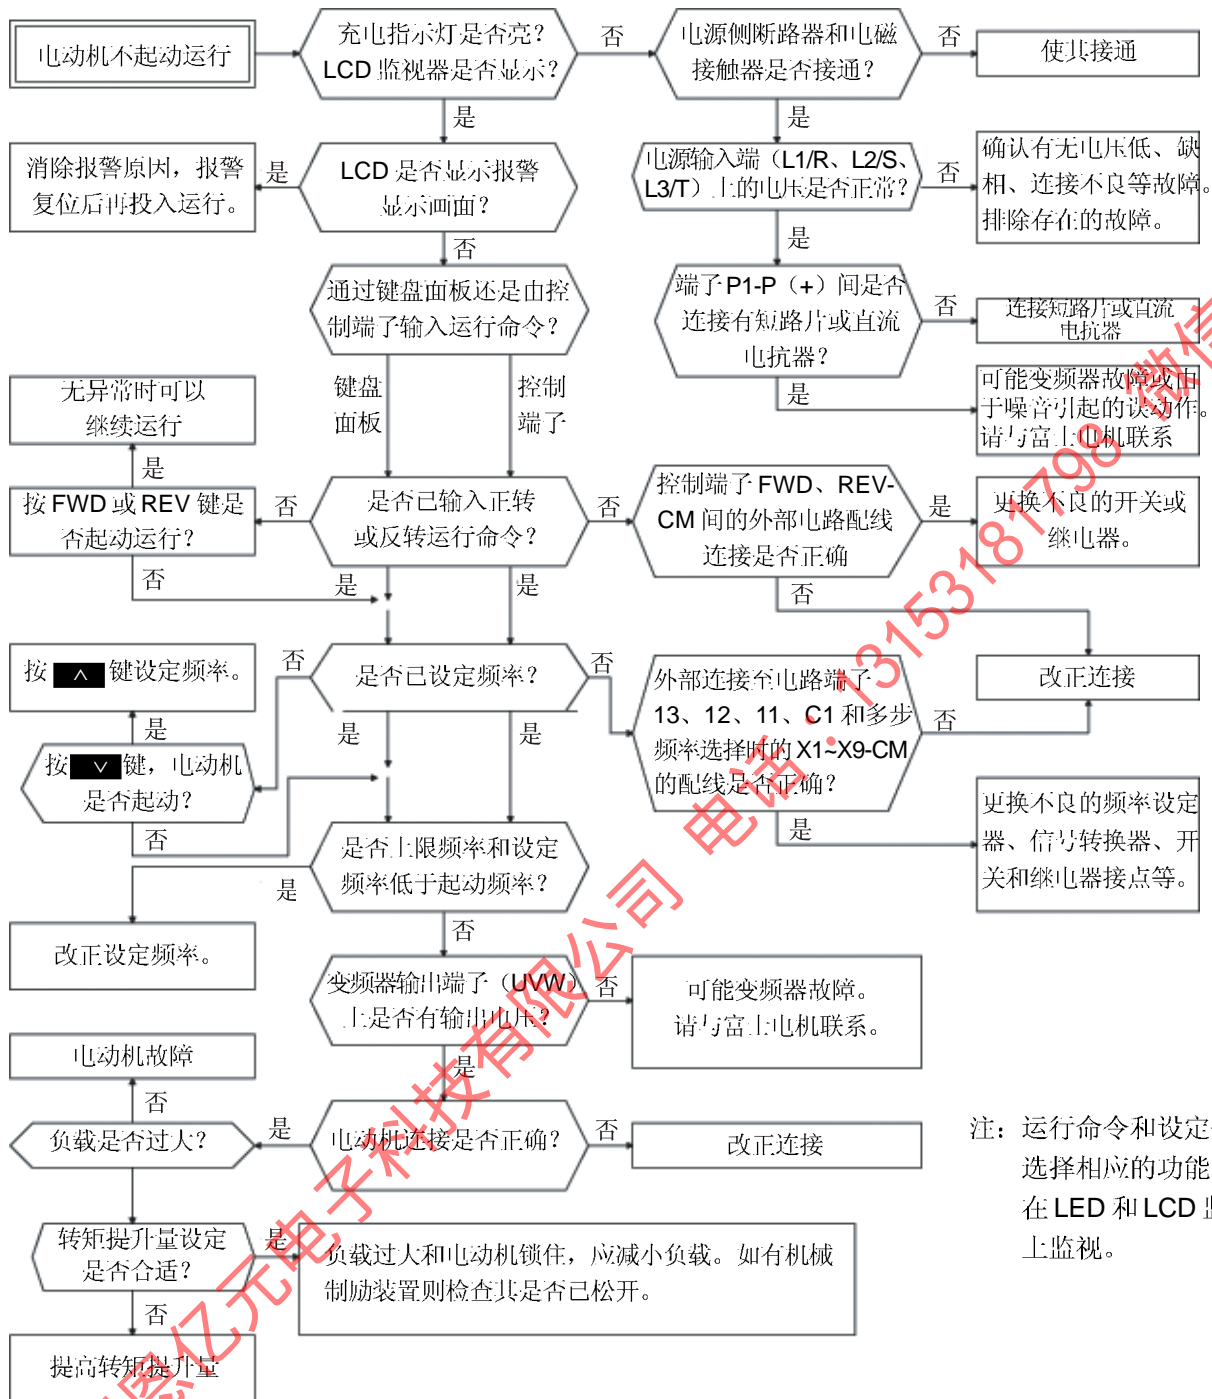 电动机不起动运行
充电指示灯是否亮？
LCD 监视器是否显示？
否
电源侧断路器和电磁
接触器是否接通？
否
使其接通
是
是
消除报警原因，报警
复位后再投入运行。
是
LCD 是否显示报警
显示画面？
电源输入端（L1/R、L2/S、
L3/T）上的电压是否正常？
否
确认有无电压低、缺
相、连接不良等故障。
排除存在的故障。
否
是
通过键盘面板还是由控
制端子输入运行命令？
端子 P1-P（+）间是否
连接有短路片或直流
电抗器？
否
连接短路片或直流
电抗器
键盘
面板
控制
端子
是
可能变频器故障或由
于噪音引起的误动作。
请与富士电机联系
无异常时可以
继续运行
是
按 FWD 或 REV 键是
否起动运行？
否
是否已输入正转
或反转运行命令？
否
控制端子 FWD、REV-
CM 间的外部电路配线
连接是否正确
是
更换不良的开关或
继电器。
否
是
是
否
按 ∧ 键设定频率。
否
是否已设定频率？
否
外部连接至电路端子
13、12、11、C1 和多步
频率选择时的 X1~X9-CM
的配线是否正确？
否
改正连接
是
是
是
按 ∨ 键，电动机
是否起动？
否
是
更换不良的频率设定
器、信号转换器、开
关和继电器接点等。
是否上限频率和设定
频率低于起动频率？
是
改正设定频率。
否
变频器输出端子（UVW）
上是否有输出电压？
否
可能变频器故障。
请与富士电机联系。
是
电动机故障
否
负载是否过大？
是
电动机连接是否正确？
否
改正连接
注：运行命令和设定
选择相应的功能
在 LED 和 LCD
上监视。
转矩提升量设定
是否合适？
是
负载过大和电动机锁住，应减小负载。如有机械
制励装置则检查其是否已松开。
否
提高转矩提升量
恩亿元电子科技有限公司 电话：13153181798 微信